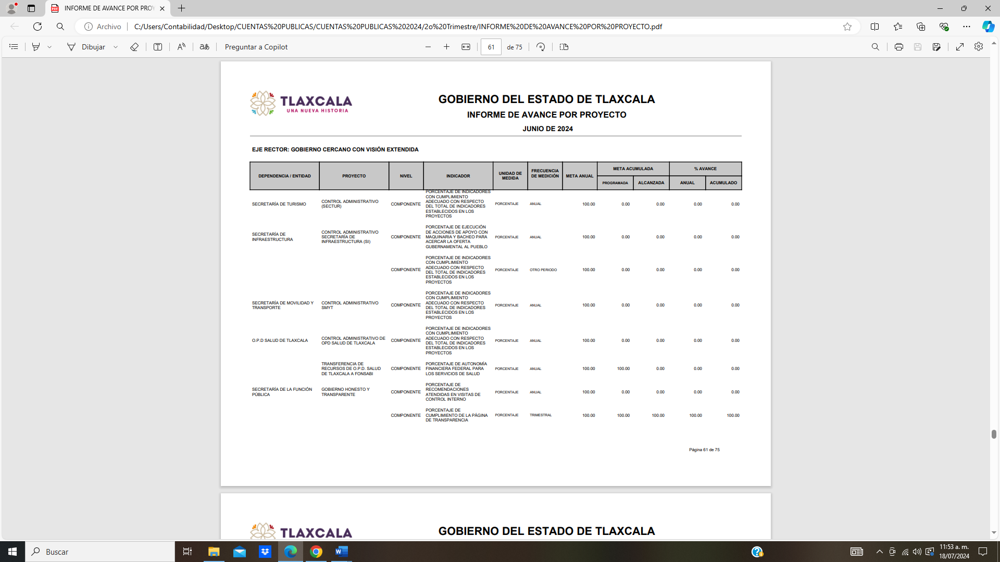 INFORME DE AVANCE POR PROY
Archivo
C:/Users/Contabilidad/Desktop/CUENTAS%20PUBLICAS/CUENTAS%20PUBLICAS%202024/2o%20Trimestre/INFORME%20DE%20AVANCE%20POR%20PROYECTO.pdf
Dibujar
Preguntar a Copilot
61 de 75
TLAXCALA
UNA NUEVA HISTORIA
GOBIERNO DEL ESTADO DE TLAXCALA
INFORME DE AVANCE POR PROYECTO
JUNIO DE 2024
EJE RECTOR: GOBIERNO CERCANO CON VISIÓN EXTENDIDA
DEPENDENCIA / ENTIDAD
PROYECTO
NIVEL
INDICADOR
UNIDAD DE
MEDIDA
FRECUENCIA
DE MEDICIÓN
META ANUAL
META ACUMULADA
PROGRAMADA
ALCANZADA
% AVANCE
ANUAL
ACUMULADO
SECRETARÍA DE TURISMO
CONTROL ADMINISTRATIVO
(SECTUR)
COMPONENTE
PORCENTAJE DE INDICADORES
CON CUMPLIMIENTO
ADECUADO CON RESPECTO
DEL TOTAL DE INDICADORES
ESTABLECIDOS EN LOS
PROYECTOS
PORCENTAJE
ANUAL
100.00 0.00 0.00 0.00 0.00
SECRETARÍA DE
INFRAESTRUCTURA
CONTROL ADMINISTRATIVO
SECRETARÍA DE
INFRAESTRUCTURA (SI)
COMPONENTE
PORCENTAJE DE EJECUCIÓN
DE ACCIONES DE APOYO CON
MAQUINARIA Y BACHEO PARA
ACERCAR LA OFERTA
GUBERNAMENTAL AL PUEBLO
PORCENTAJE
ANUAL
100.00 0.00 0.00 0.00 0.00
COMPONENTE
PORCENTAJE DE INDICADORES
CON CUMPLIMIENTO
ADECUADO CON RESPECTO
DEL TOTAL DE INDICADORES
ESTABLECIDOS EN LOS
PROYECTOS
PORCENTAJE
OTRO PERIODO
100.00 0.00 0.00 0.00 0.00
SECRETARÍA DE MOVILIDAD Y
TRANSPORTE
CONTROL ADMINISTRATIVO
SMYT
COMPONENTE
PORCENTAJE DE INDICADORES
CON CUMPLIMIENTO
ADECUADO CON RESPECTO
DEL TOTAL DE INDICADORES
ESTABLECIDOS EN LOS
PROYECTOS
PORCENTAJE
ANUAL
100.00 0.00 0.00 0.00 0.00
O.P.D SALUD DE TLAXCALA
CONTROL ADMINISTRATIVO DE
OPD SALUD DE TLAXCALA
COMPONENTE
PORCENTAJE DE INDICADORES
CON CUMPLIMIENTO
ADECUADO CON RESPECTO
DEL TOTAL DE INDICADORES
ESTABLECIDOS EN LOS
PROYECTOS
PORCENTAJE
ANUAL
100.00 0.00 0.00 0.00 0.00
TRANSFERENCIA DE
RECURSOS DE O.P.D. SALUD
DE TLAXCALA A FONSABI
COMPONENTE
PORCENTAJE DE AUTONOMÍA
FINANCIERA FEDERAL PARA
LOS SERVICIOS DE SALUD
PORCENTAJE
ANUAL
100.00 100.00 0.00 0.00 0.00
SECRETARÍA DE LA FUNCIÓN
PÚBLICA
GOBIERNO HONESTO Y
TRANSPARENTE
COMPONENTE
PORCENTAJE DE
RECOMENDACIONES
ATENDIDAS EN VISITAS DE
CONTROL INTERNO
PORCENTAJE
ANUAL
100.00 0.00 0.00 0.00 0.00
COMPONENTE
PORCENTAJE DE
CUMPLIMIENTO DE LA PÁGINA
DE TRANSPARENCIA
PORCENTAJE
TRIMESTRAL
100.00 100.00 100.00 100.00 100.00
Página 61 de 75
TLAXCALA
GOBIERNO DEL ESTADO DE TLAXCALA
Buscar
11:53 a. m.
18/07/2024